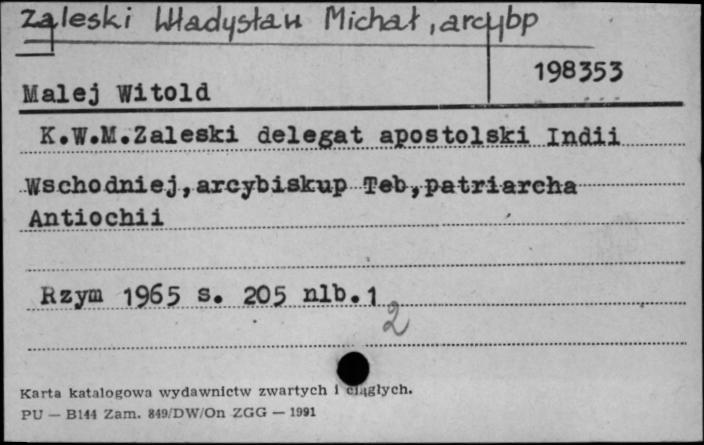 Zaleski Władysław Michał, arcybp
198353
Malej Witold
K.W.M.Zaleski delegat apostolski Indii
Wschodniej,arcybiskup Teb,patriarcha
Antiochii
Rzym 1965 s. 205 nlb.1
2
Karta katalogowa wydawnictw zwartych i ciągłych.
PU — B144 Zam. 849/DW/On ZGG — 1991